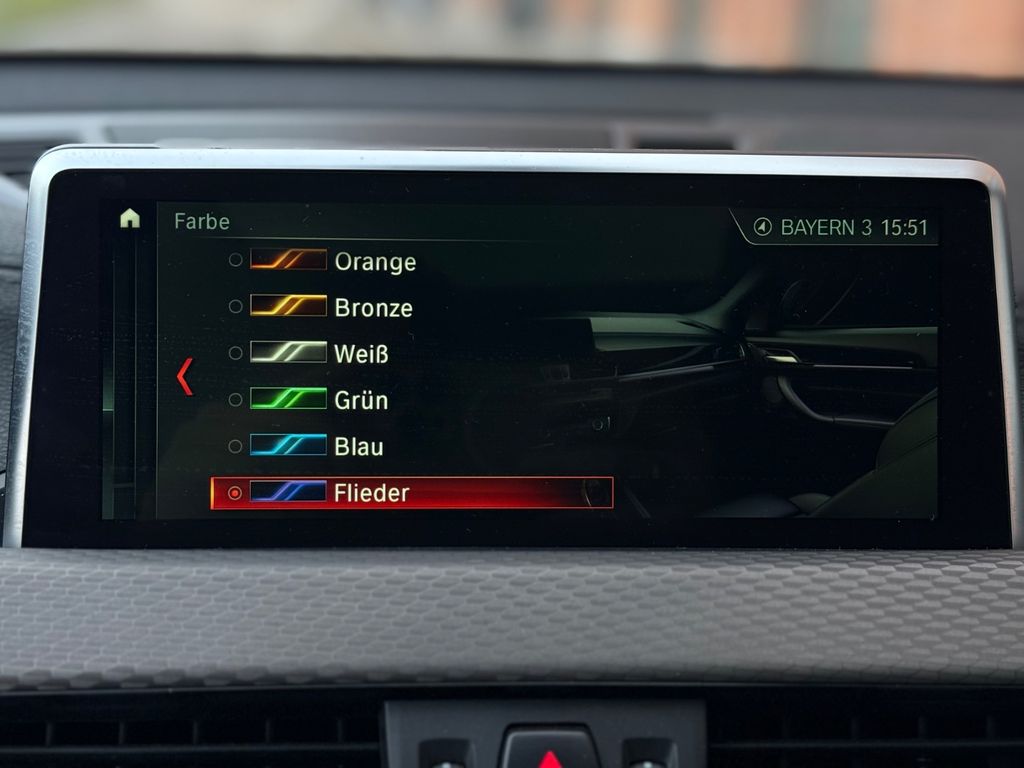 Farbe
BAYERN 3 15:51
Orange
Bronze
Weiß
Grün
Blau
Flieder